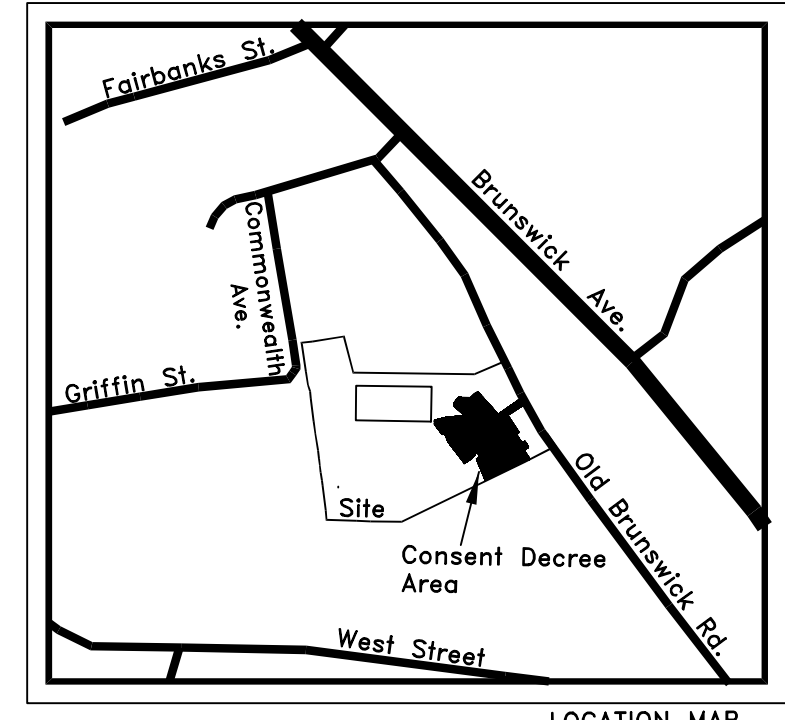 Fairbanks St.
Brunswick Ave.
Commonwealth
Ave.
Griffin St.
Site
Old Brunswick Rd.
Consent Decree
Area
West Street
LOCATION MAP